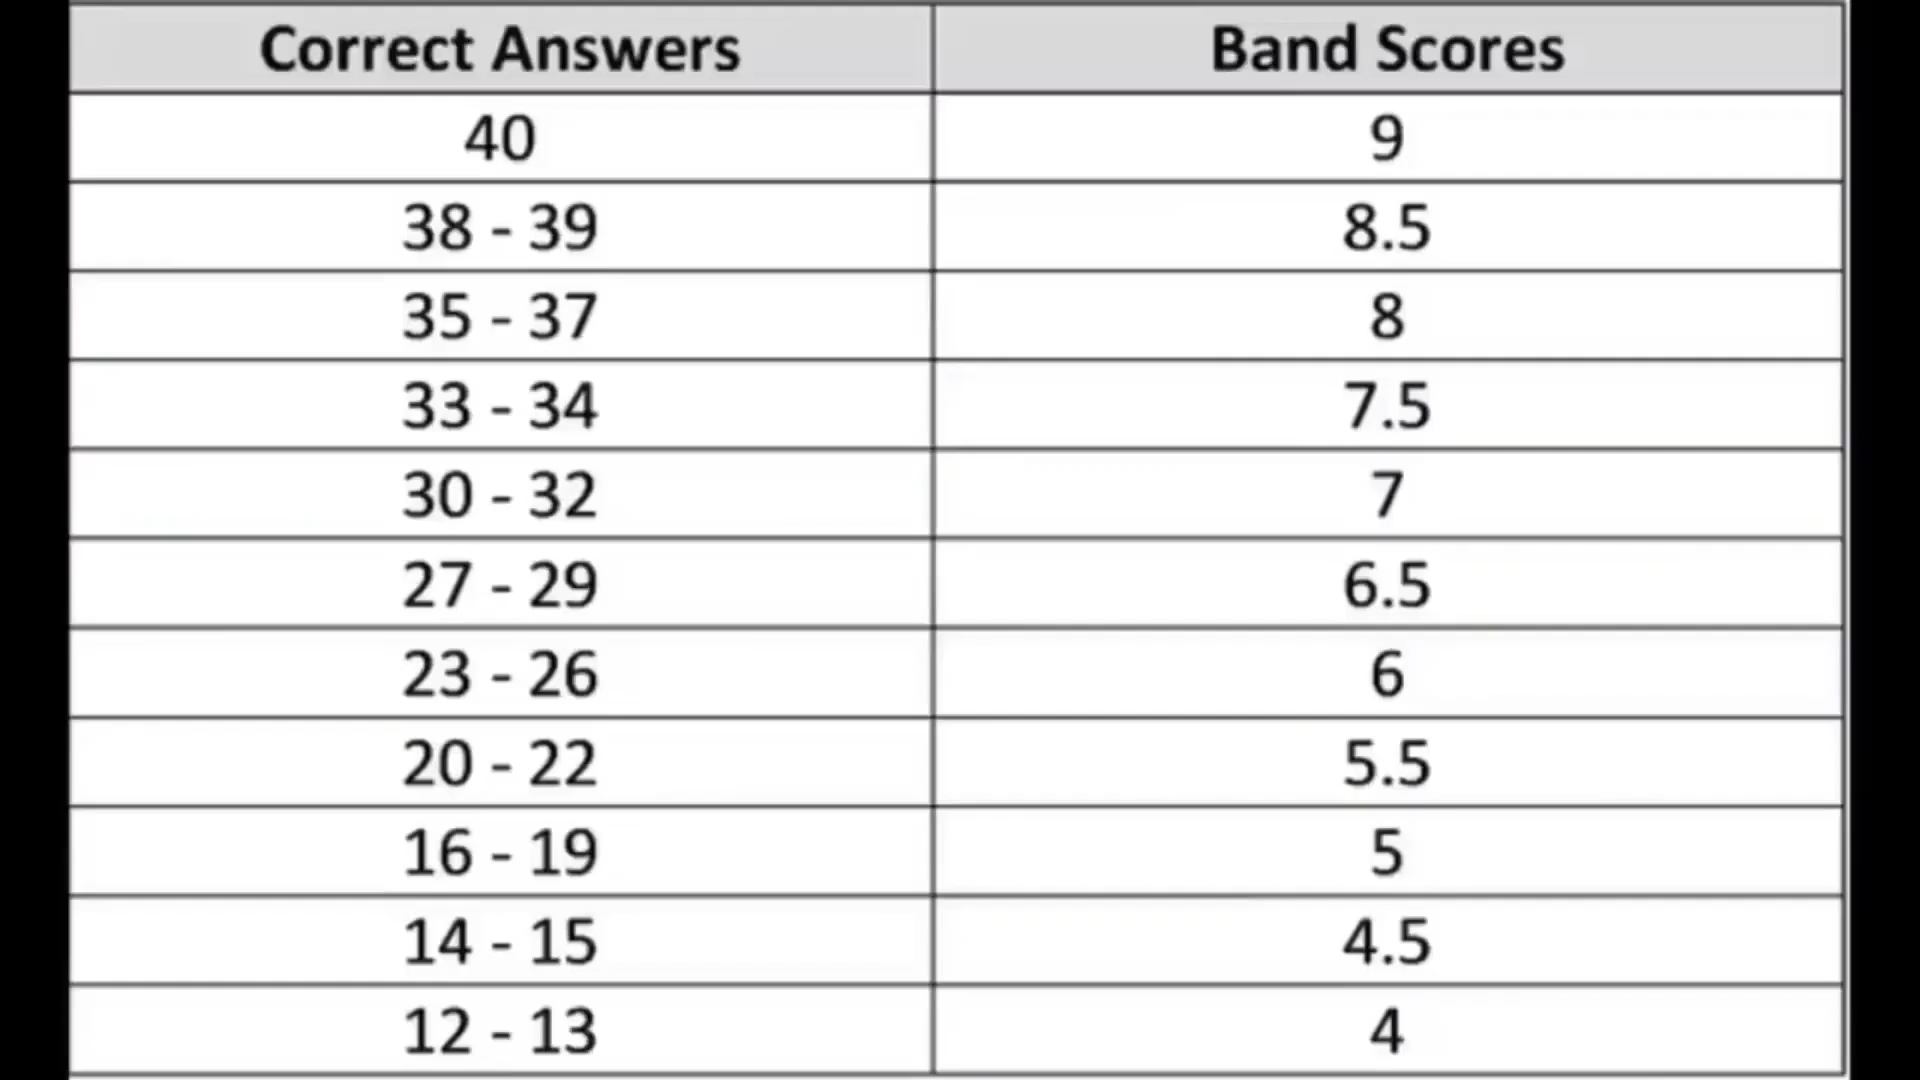 Correct Answers Band Scores
40 9
38 - 39 8.5
35 - 37 8
33 - 34 7.5
30 - 32 7
27 - 29 6.5
23 - 26 6
20 - 22 5.5
16 - 19 5
14 - 15 4.5
12 - 13 4